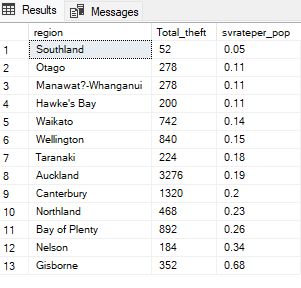 Results Messages
region Total_theft svrateper_pop
1 Southland 52 0.05
2 Otago 278 0.11
3 Manawat?-Whanganui 278 0.11
4 Hawke's Bay 200 0.11
5 Waikato 742 0.14
6 Wellington 840 0.15
7 Taranaki 224 0.18
8 Auckland 3276 0.19
9 Canterbury 1320 0.2
10 Northland 468 0.23
11 Bay of Plenty 892 0.26
12 Nelson 184 0.34
13 Gisborne 352 0.68